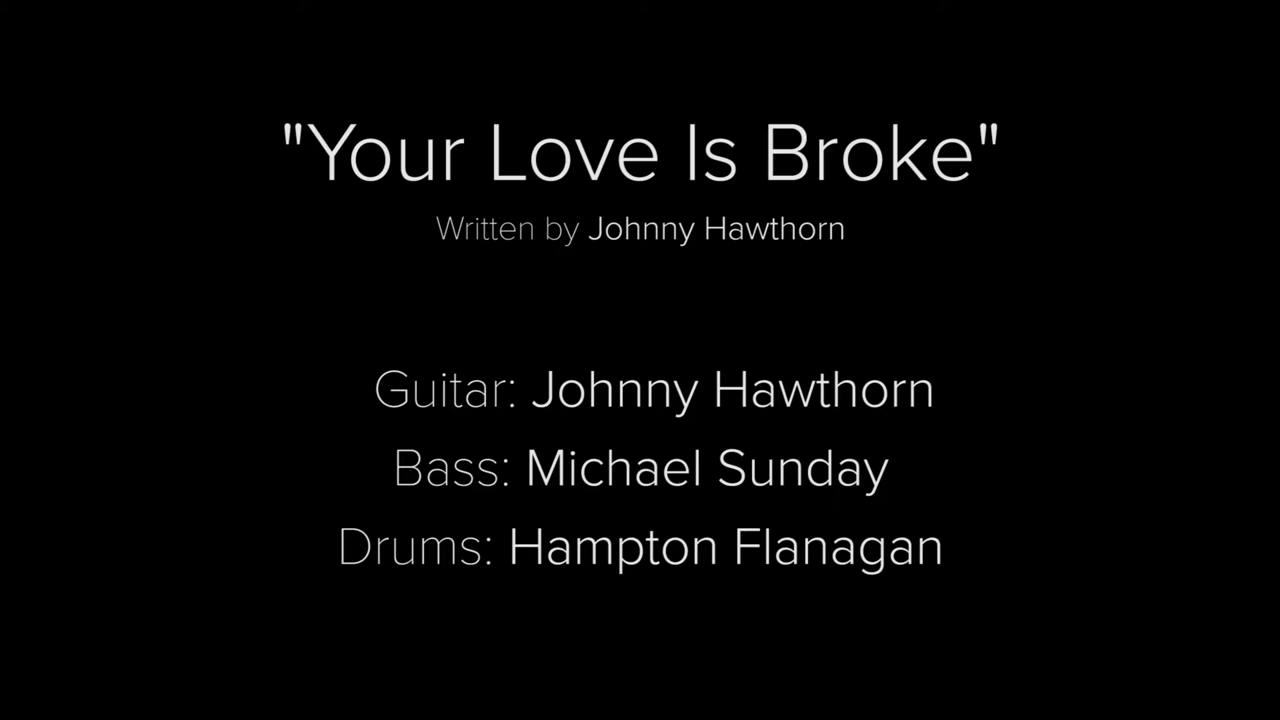 "Your Love Is Broke"
Written by Johnny Hawthorn
Guitar: Johnny Hawthorn
Bass: Michael Sunday
Drums: Hampton Flanagan